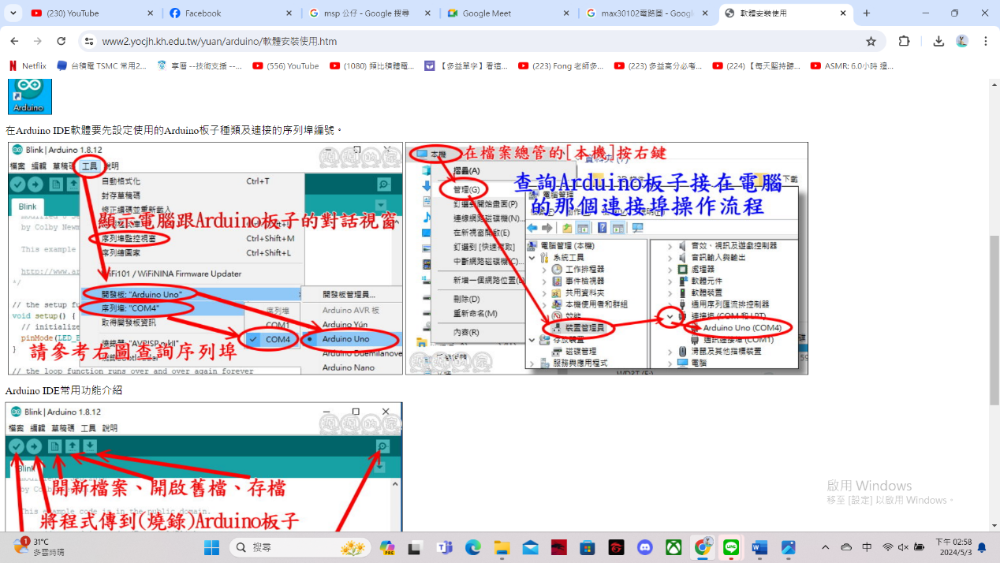 (230) YouTube
Facebook
msp 公仔 - Google 搜尋
Google Meet
max30102電路圖 - Googl
軟體安裝使用
www2.yocjh.kh.edu.tw/yuan/arduino/軟體安裝使用.htm
Netflix
台積電 TSMC 常用2...
享曆 --技術支援 --...
(556) YouTube
(1080) 類比積體電...
【多益單字】看這...
(223) Fong 老師多...
(223) 多益高分必考...
(224) 【每天堅持聽...
ASMR: 6.0小時 邊...
Arduino
在Arduino IDE軟體要先設定使用的Arduino板子種類及連接的序列埠編號。
Blink | Arduino 1.8.12
檔案 編輯 草稿碼 工具 說明
自動格式化 Ctrl+T
封存草稿碼
修正編碼並重新載入
Blink
by Colby Newm
顯示電腦跟Arduino板子的對話視窗
序列埠監控視窗 Ctrl+Shift+M
This example
序列繪圖家 Ctrl+Shift+L
http://www.ar
WiFi101 / WiFiNINA Firmware Updater
*/
開發板: "Arduino Uno"
開發板管理員...
// the setup fu
序列埠: "COM4"
序列埠
Arduino AVR 板
void setup() {
取得開發板資訊
COM1
Arduino Yún
// initialize
pinMode(LED_B
COM4
Arduino Uno
}
請參考右圖查詢序列埠
Arduino Duemilanove
Arduino Nano
// the loop function runs over and over again forever
本機
在檔案總管的[本機]按右鍵
摺疊(A)
管理(G)
釘選到開始畫面(P)
連線網路磁碟機(N)...
在新視窗開啟(E)
釘選到 [快速存取]
中斷網路磁碟機(C)...
新增一個網路位置(L)
刪除(D)
重新命名(M)
內容(R)
下載
查詢Arduino板子接在電腦
的那個連接埠操作流程
電腦管理
電腦管理 (本機)
系統工具
工作排程器
事件檢視器
共用資料夾
本機使用者和群組
效能
裝置管理員
存放裝置
磁碟管理
服務與應用程式
音效、視訊及遊戲控制器
音訊輸入與輸出
處理器
軟體元件
軟體裝置
通用序列匯流排控制器
連接埠 (COM 和 LPT)
Arduino Uno (COM4)
通訊連接埠 (COM1)
滑鼠及其他指標裝置
電腦
Arduino IDE常用功能介紹
Blink | Arduino 1.8.12
檔案 編輯 草稿碼 工具 說明
Blink
開新檔案、開啟舊檔、存檔
This example code is in the public domain.
將程式傳到(燒錄)Arduino板子
啟用 Windows
移至 [設定] 以啟用 Windows。
1
31°C
多雲時晴
搜尋
PRE
中
下午 02:58
2024/5/3